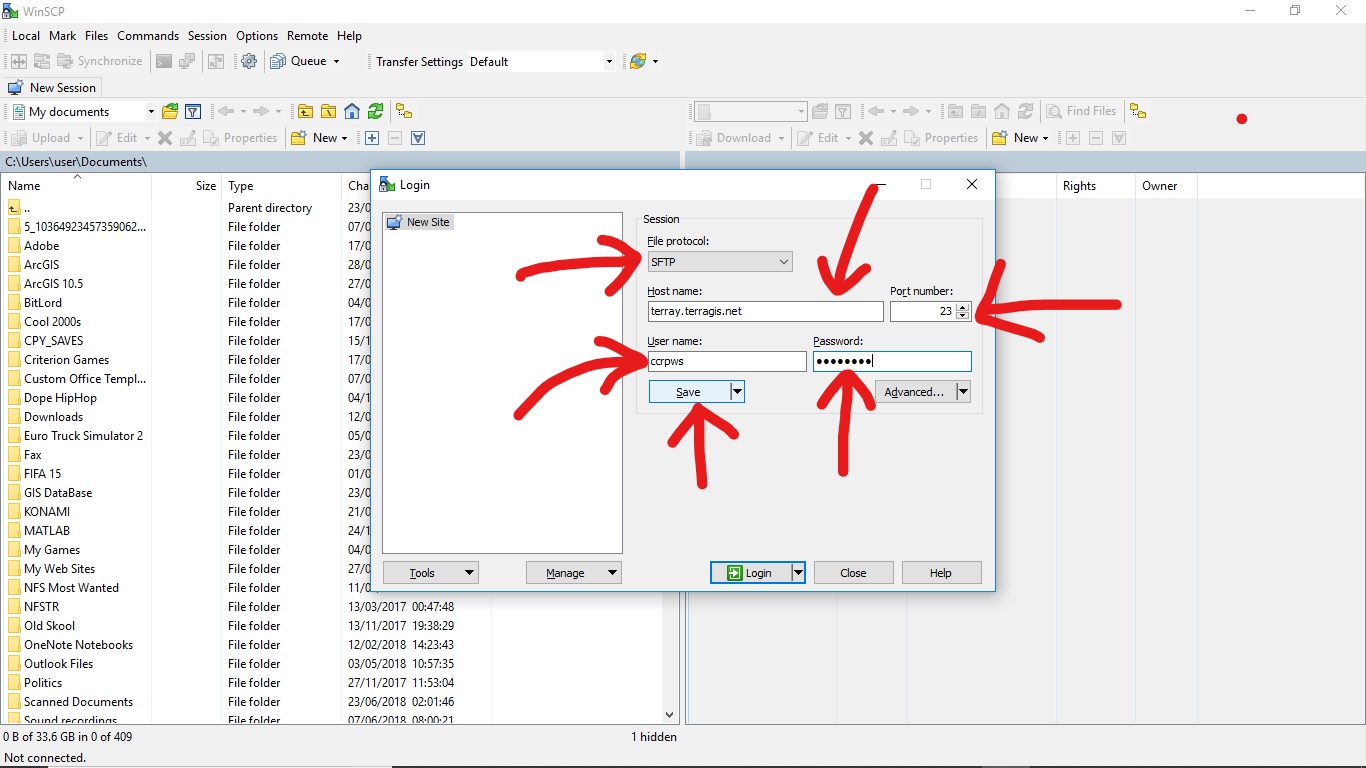 WinSCP
Local Mark Files Commands Session Options Remote Help
Synchronize Queue Transfer Settings Default
New Session
My documents Find Files
Upload Edit Properties New Download Edit Properties New
C:\Users\user\Documents\
Name Size Type Cha Rights Owner
.. Parent directory 23/0
5_10364923457359062... File folder 07/0
Adobe File folder 17/0
ArcGIS File folder 28/0
ArcGIS 10.5 File folder 27/0
BitLord File folder 04/0
Cool 2000s File folder 17/0
CPY_SAVES File folder 15/1
Criterion Games File folder 17/0
Custom Office Templ... File folder 07/0
Dope HipHop File folder 04/1
Downloads File folder 12/0
Euro Truck Simulator 2 File folder 05/0
Fax File folder 23/0
FIFA 15 File folder 01/0
GIS DataBase File folder 23/0
KONAMI File folder 21/0
MATLAB File folder 24/1
My Games File folder 04/0
My Web Sites File folder 27/0
NFS Most Wanted File folder 11/0
NFSTR File folder 13/03/2017 00:47:48
Old Skool File folder 13/11/2017 19:38:29
OneNote Notebooks File folder 12/02/2018 14:23:43
Outlook Files File folder 03/05/2018 10:57:35
Politics File folder 27/11/2017 11:53:04
Scanned Documents File folder 23/06/2018 02:01:46
Sound recordings File folder 07/06/2018 08:00:21
0 B of 33.6 GB in 0 of 409 1 hidden
Not connected.
Login
New Site
Session
File protocol:
SFTP
Host name: Port number:
terray.terragis.net 23
User name: Password:
ccrpws ●●●●●●●●
Save Advanced...
Tools Manage Login Close Help